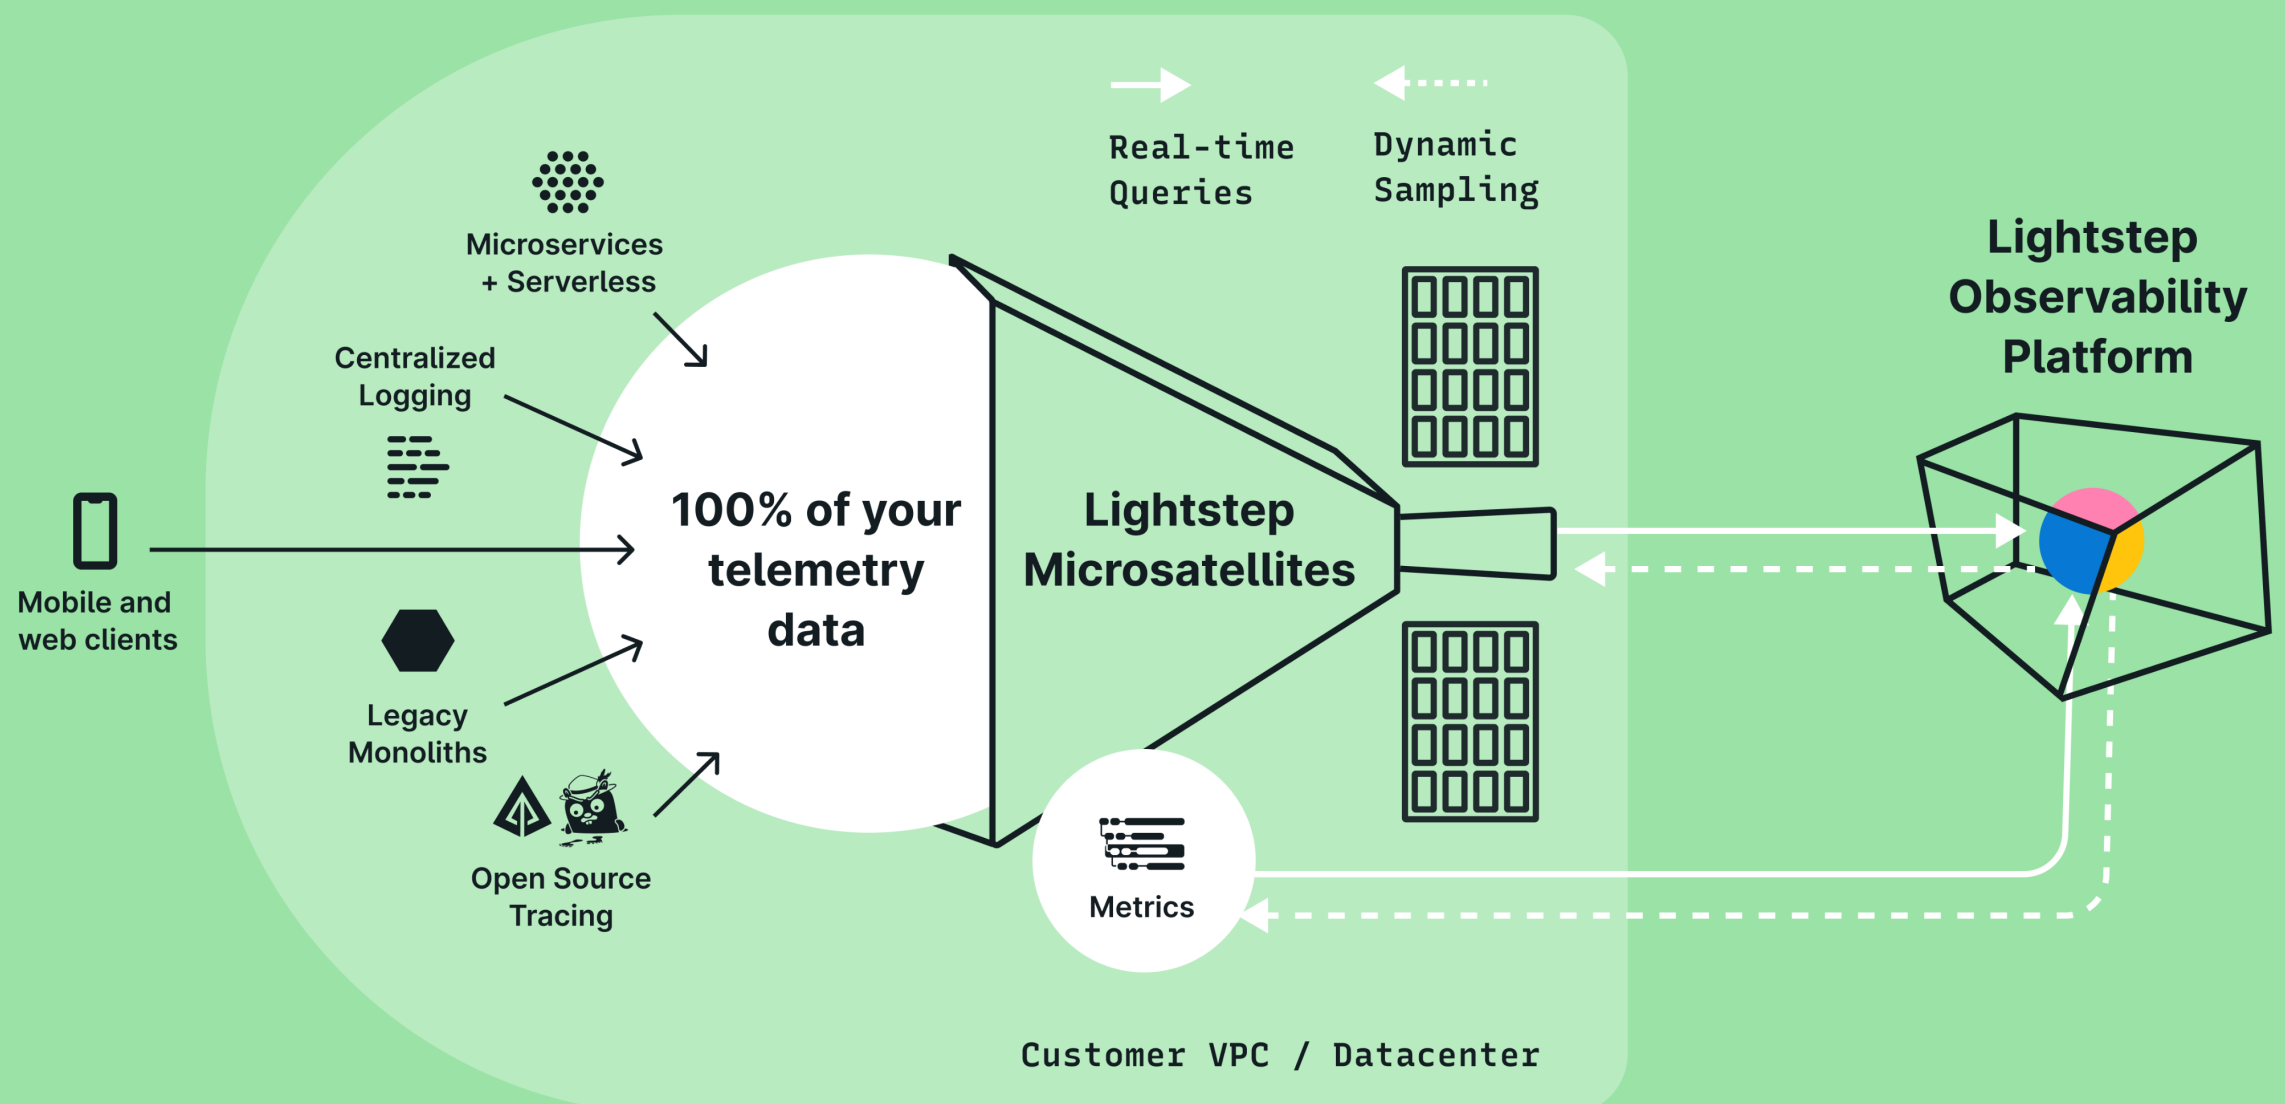 Real-time
Queries
Dynamic
Sampling
Microservices
+ Serverless
Centralized
Logging
Mobile and
web clients
Legacy
Monoliths
Open Source
Tracing
100% of your
telemetry
data
Lightstep
Microsatellites
Metrics
Lightstep
Observability
Platform
Customer VPC / Datacenter